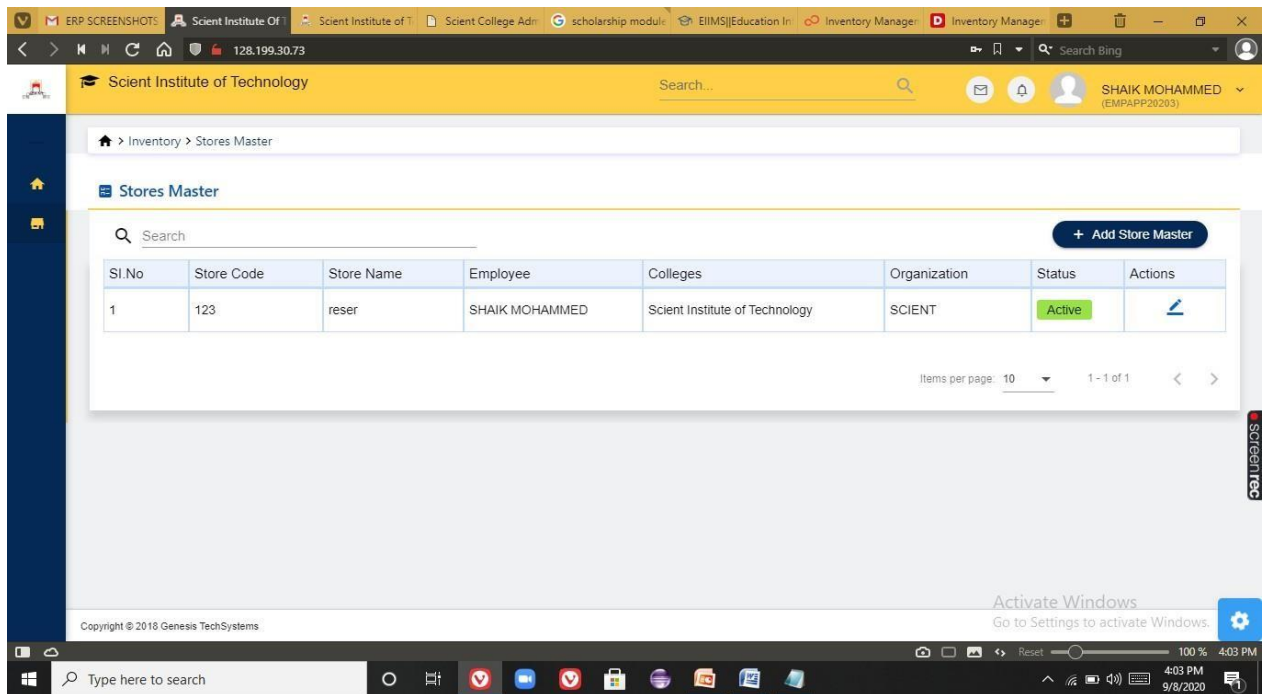 ERP SCREENSHOTS Scient Institute Of Scient Institute of Scient College Adm scholarship module EIIMS||Education In Inventory Manager Inventory Manager
128.199.30.73 Search Bing
Scient Institute of Technology Search... SHAIK MOHAMMED
(EMPAPP20203)
> Inventory > Stores Master
Stores Master
Search + Add Store Master
SI.No Store Code Store Name Employee Colleges Organization Status Actions
1 123 reser SHAIK MOHAMMED Scient Institute of Technology SCIENT Active
Items per page: 10 1 - 1 of 1
screenrec
Activate Windows
Copyright © 2018 Genesis TechSystems Go to Settings to activate Windows.
Reset 100 % 4:03 PM
Type here to search 4:03 PM
9/8/2020